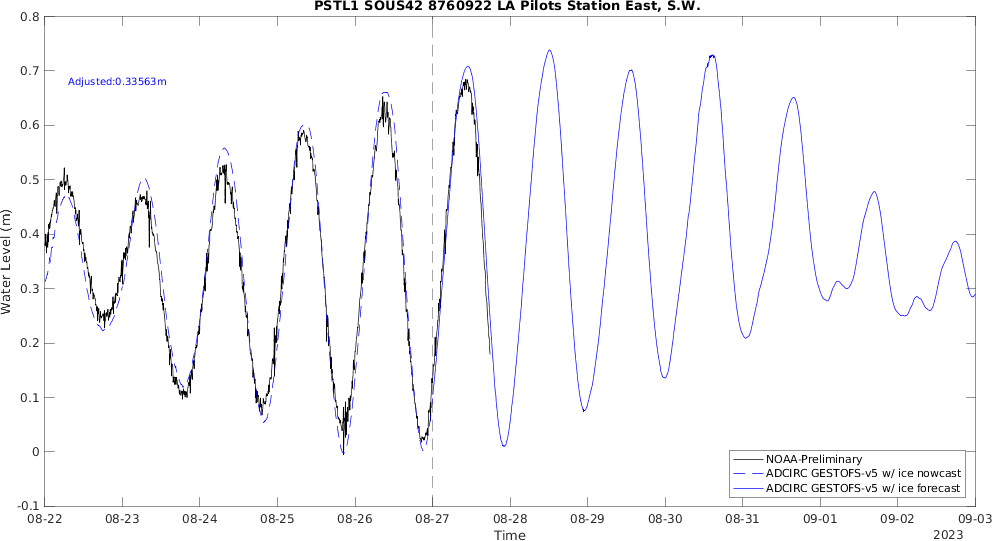 PSTL1 SOUS42 8760922 LA Pilots Station East, S.W.
Adjusted:0.33563m
Water Level (m)
0.8
0.7
0.6
0.5
0.4
0.3
0.2
0.1
0
-0.1
NOAA-Preliminary
ADCIRC GESTOFS-v5 w/ ice nowcast
ADCIRC GESTOFS-v5 w/ ice forecast
08-22 08-23 08-24 08-25 08-26 08-27 08-28 08-29 08-30 08-31 09-01 09-02 09-03
Time
2023